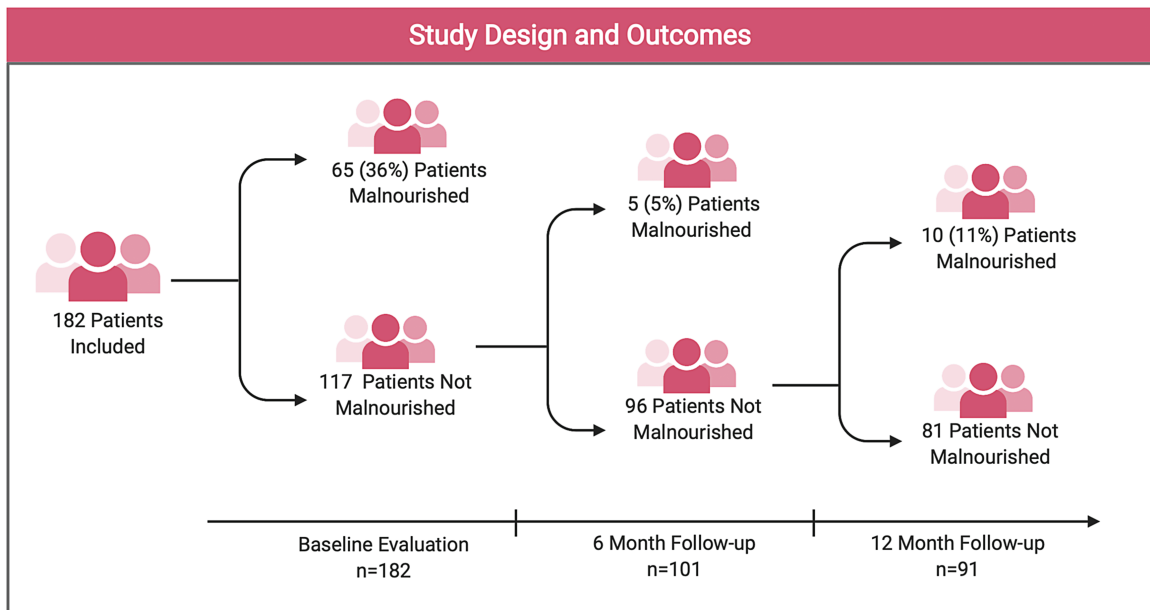 Study Design and Outcomes
65 (36%) Patients
Malnourished
5 (5%) Patients
Malnourished
10 (11%) Patients
Malnourished
182 Patients
Included
117 Patients Not
Malnourished
96 Patients Not
Malnourished
81 Patients Not
Malnourished
Baseline Evaluation
n=182
6 Month Follow-up
n=101
12 Month Follow-up
n=91